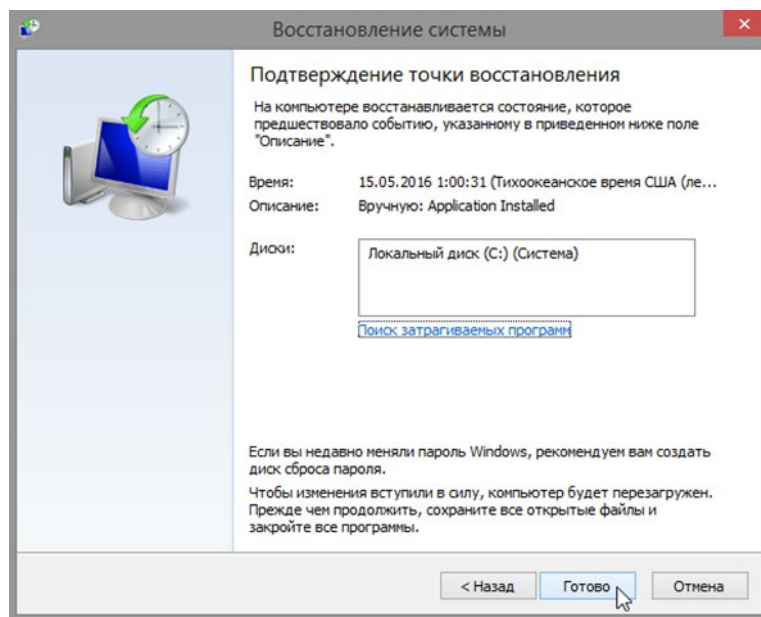 Восстановление системы
Подтверждение точки восстановления
На компьютере восстанавливается состояние, которое
предшествовало событию, указанному в приведенном ниже поле
"Описание".
Время: 15.05.2016 1:00:31 (Тихоокеанское время США (ле...
Описание: Вручную: Application Installed
Диски: Локальный диск (C:) (Система)
Поиск затрагиваемых программ
Если вы недавно меняли пароль Windows, рекомендуем вам создать
диск сброса пароля.
Чтобы изменения вступили в силу, компьютер будет перезагружен.
Прежде чем продолжить, сохраните все открытые файлы и
закройте все программы.
< Назад Готово Отмена